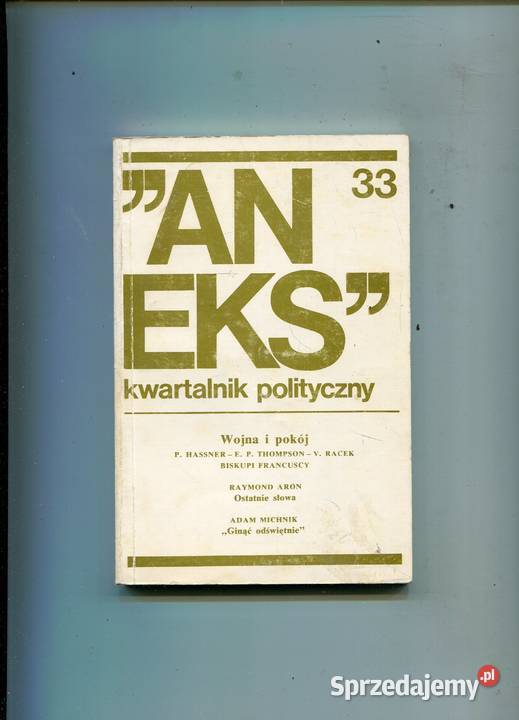 "AN
33
EKS"
kwartalnik polityczny
Wojna i pokój
P. HASSNER – E. P. THOMPSON – V. RACEK
BISKUPI FRANCUSCY
RAYMOND ARON
Ostatnie słowa
ADAM MICHNIK
„Ginąć odświętnie”
Sprzedajemy.pl